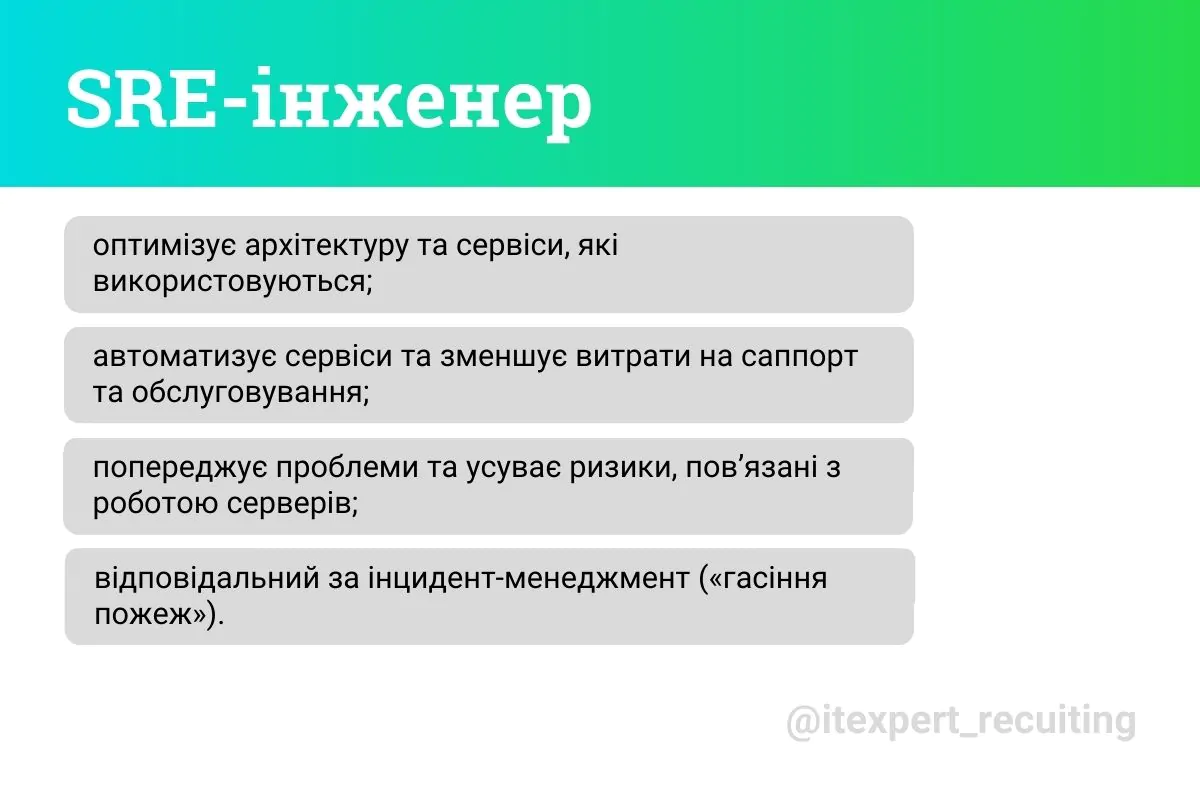 SRE-інженер
оптимізує архітектуру та сервіси, які
використовуються;
автоматизує сервіси та зменшує витрати на саппорт
та обслуговування;
попереджує проблеми та усуває ризики, пов’язані з
роботою серверів;
відповідальний за інцидент-менеджмент («гасіння
пожеж»).
@itexpert_recuiting